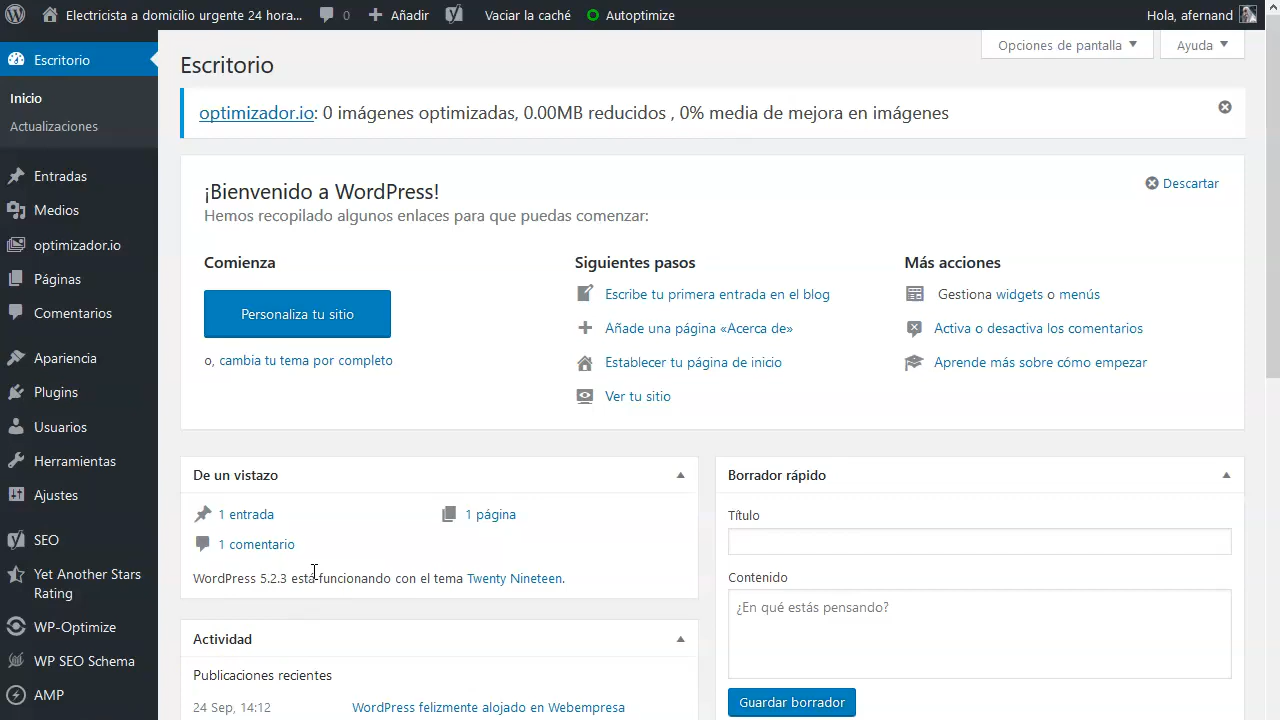 Electricista a domicilio urgente 24 hora...
0
Añadir
Vaciar la caché
Autoptimize
Hola, afernand
Escritorio
Inicio
Actualizaciones
Entradas
Medios
optimizador.io
Páginas
Comentarios
Apariencia
Plugins
Usuarios
Herramientas
Ajustes
SEO
Yet Another Stars
Rating
WP-Optimize
WP SEO Schema
AMP
Opciones de pantalla
Ayuda
Escritorio
optimizador.io: 0 imágenes optimizadas, 0.00MB reducidos , 0% media de mejora en imágenes
¡Bienvenido a WordPress!
Descartar
Hemos recopilado algunos enlaces para que puedas comenzar:
Comienza
Personaliza tu sitio
o, cambia tu tema por completo
Siguientes pasos
Escribe tu primera entrada en el blog
Añade una página «Acerca de»
Establecer tu página de inicio
Ver tu sitio
Más acciones
Gestiona widgets o menús
Activa o desactiva los comentarios
Aprende más sobre cómo empezar
De un vistazo
1 entrada
1 página
1 comentario
WordPress 5.2.3 está funcionando con el tema Twenty Nineteen.
Actividad
Publicaciones recientes
24 Sep, 14:12
WordPress felizmente alojado en Webempresa
Borrador rápido
Título
Contenido
¿En qué estás pensando?
Guardar borrador